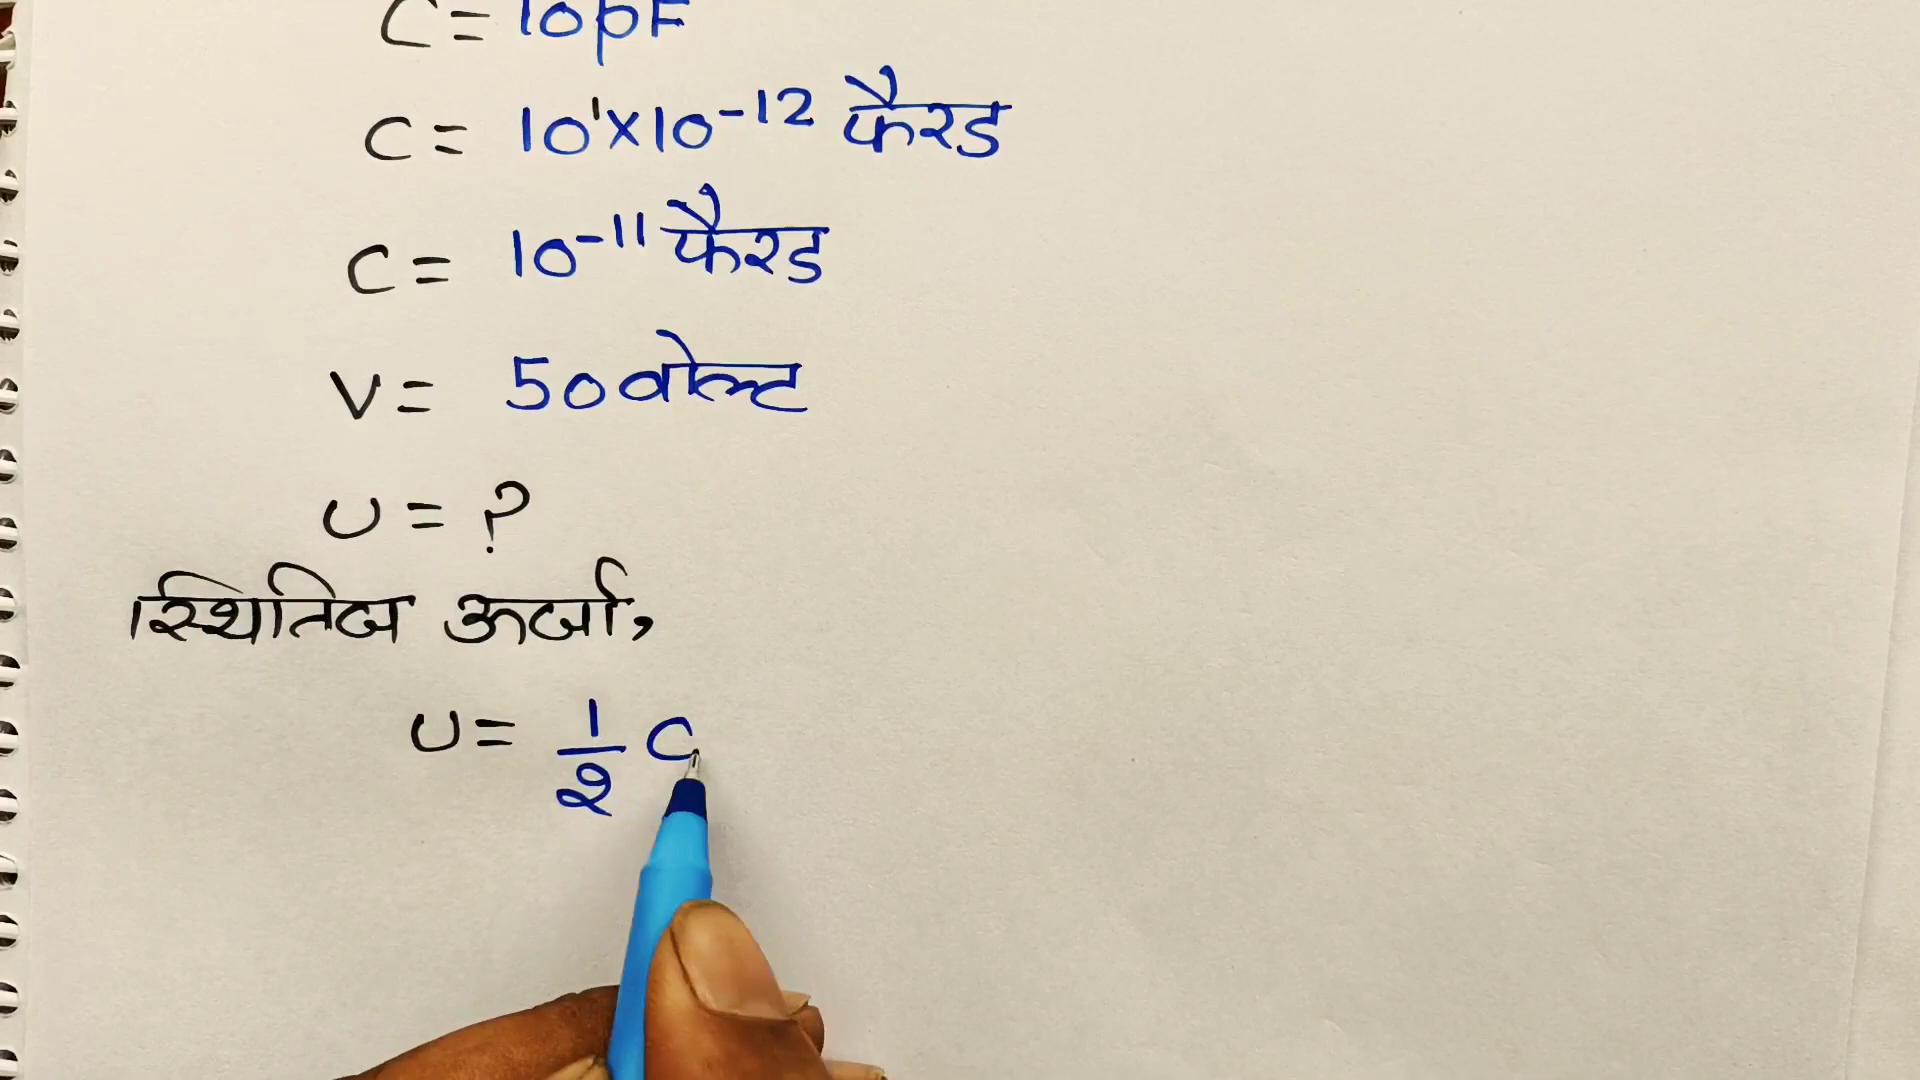 C = 10pF
C = 10¹×10⁻¹² फैरड
C = 10⁻¹¹ फैरड
V = 50 वोल्ट
U = ?
स्थितिज ऊर्जा,
U = 1/2 C